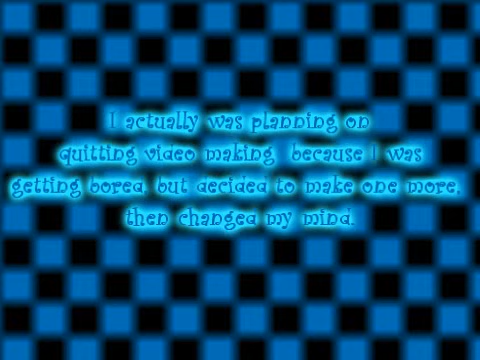 I actually was planning on
quitting video making because I was
getting bored, but decided to make one more,
then changed my mind.